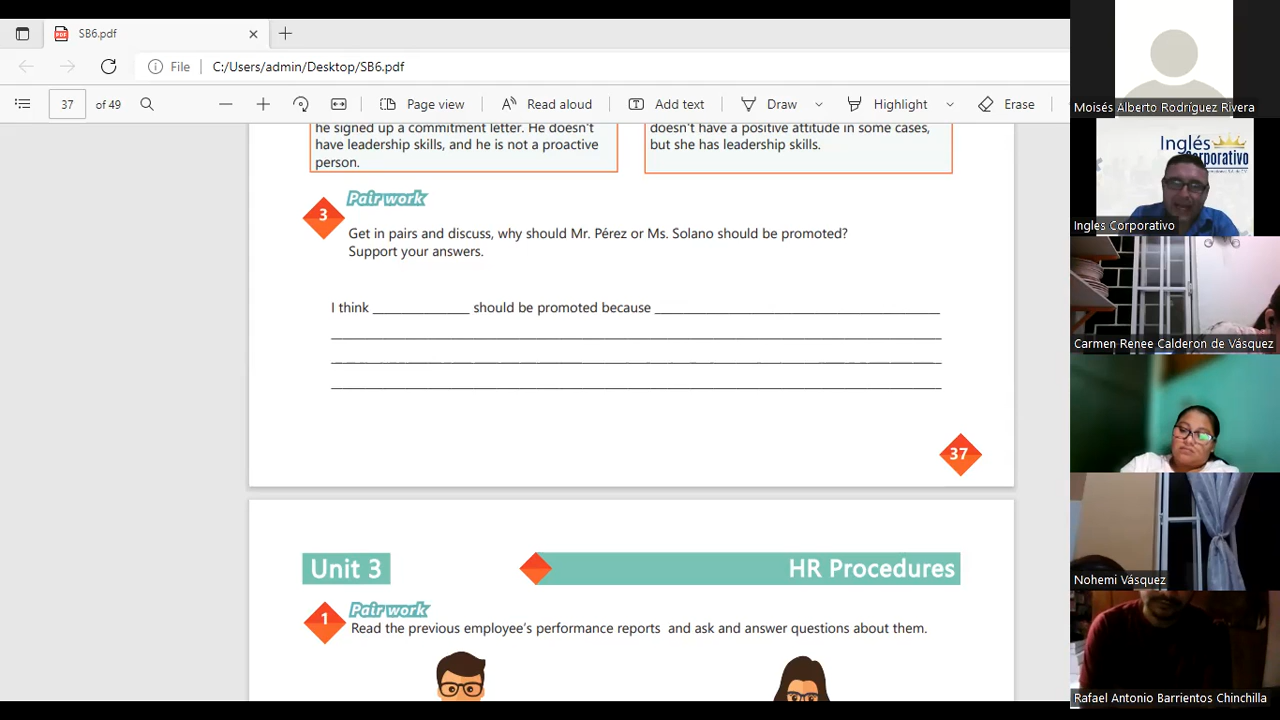 SB6.pdf
File
C:/Users/admin/Desktop/SB6.pdf
37
of 49
Page view
Read aloud
Add text
Draw
Highlight
Erase
he signed up a commitment letter. He doesn't
have leadership skills, and he is not a proactive
person.
doesn't have a positive attitude in some cases,
but she has leadership skills.
3
Pair work
Get in pairs and discuss, why should Mr. Pérez or Ms. Solano should be promoted?
Support your answers.
I think _____________ should be promoted because ______________________________________
37
Unit 3
HR Procedures
1
Pair work
Read the previous employee's performance reports and ask and answer questions about them.
Moisés Alberto Rodríguez Rivera
Inglés
Corporativo
Ingles Corporativo
Carmen Renee Calderon de Vásquez
Nohemi Vásquez
Rafael Antonio Barrientos Chinchilla